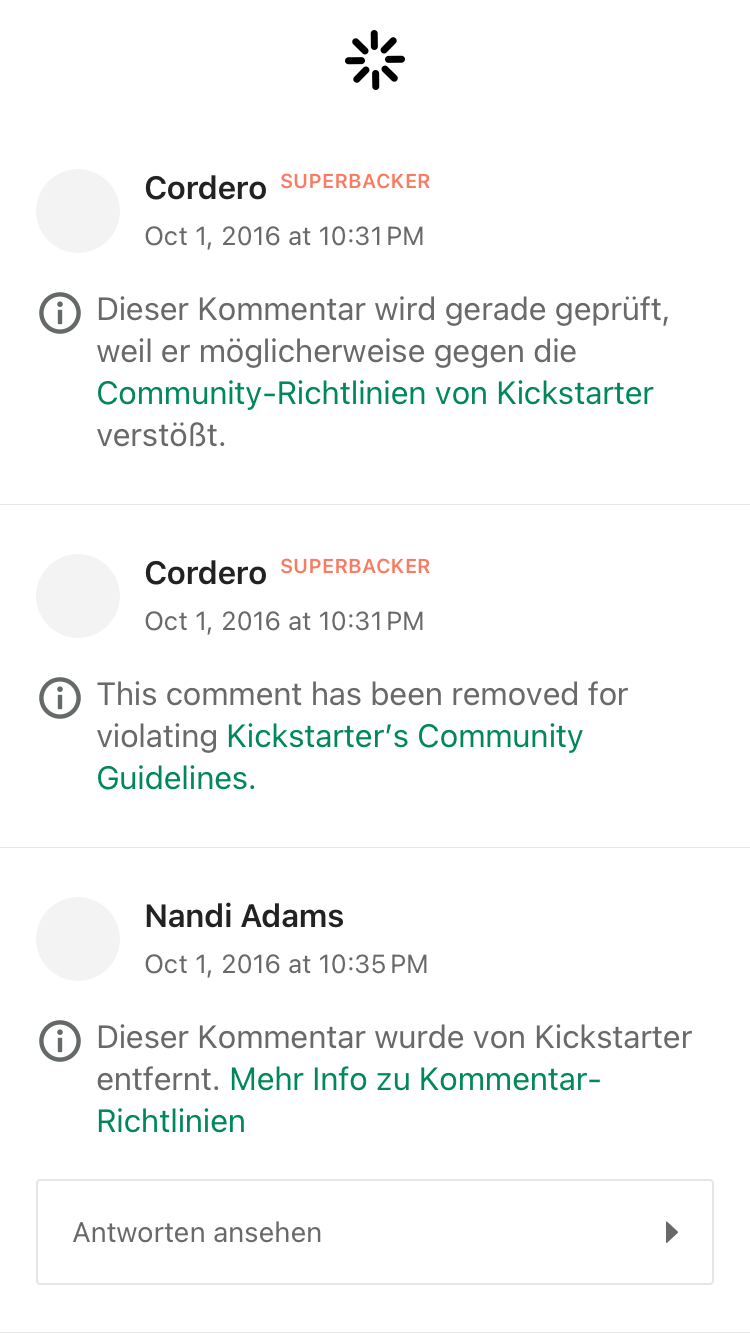 Cordero SUPERBACKER
Oct 1, 2016 at 10:31 PM
Dieser Kommentar wird gerade geprüft,
weil er möglicherweise gegen die
Community-Richtlinien von Kickstarter
verstößt.
Cordero SUPERBACKER
Oct 1, 2016 at 10:31 PM
This comment has been removed for
violating Kickstarter’s Community
Guidelines.
Nandi Adams
Oct 1, 2016 at 10:35 PM
Dieser Kommentar wurde von Kickstarter
entfernt. Mehr Info zu Kommentar-
Richtlinien
Antworten ansehen